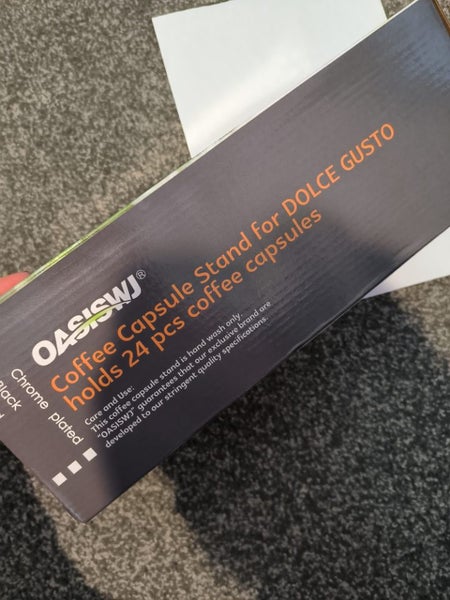 OASISWJ®
Coffee Capsule Stand for DOLCE GUSTO
holds 24 pcs coffee capsules
Care and Use:
This coffee capsule stand is hand wash only.
"OASISWJ" guarantees that our exclusive brand are
developed to our stringent quality specifications.
Black
Chrome plated